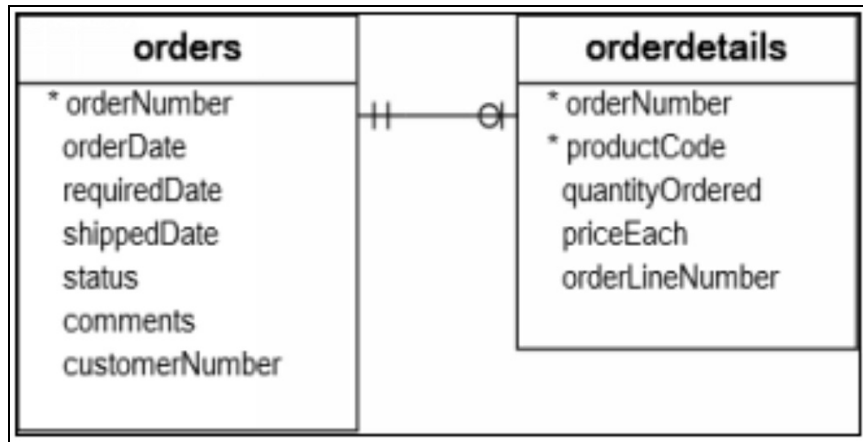 orders
* orderNumber
orderDate
requiredDate
shippedDate
status
comments
customerNumber
orderdetails
* orderNumber
* productCode
quantityOrdered
priceEach
orderLineNumber